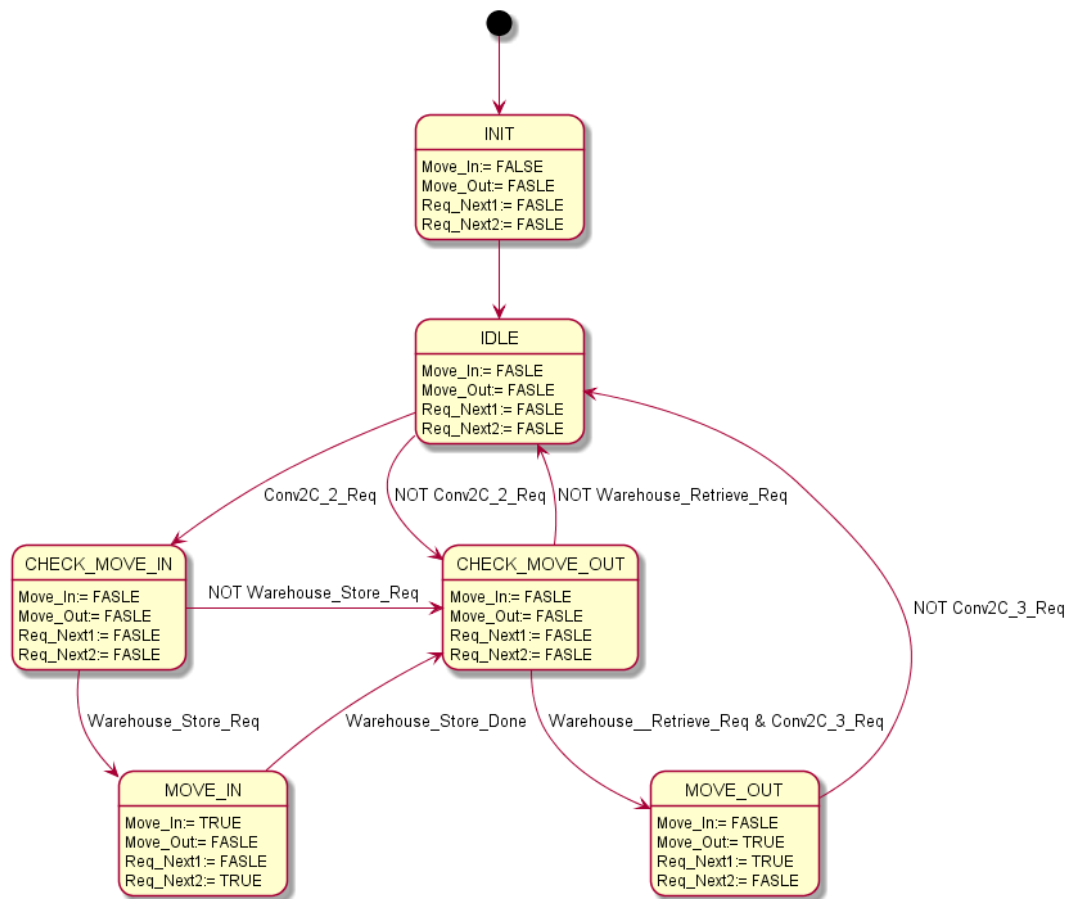 INIT
Move_In:= FALSE
Move_Out:= FASLE
Req_Next1:= FASLE
Req_Next2:= FASLE
IDLE
Move_In:= FASLE
Move_Out:= FASLE
Req_Next1:= FASLE
Req_Next2:= FASLE
Conv2C_2_Req
NOT Conv2C_2_Req
NOT Warehouse_Retrieve_Req
CHECK_MOVE_IN
Move_In:= FASLE
Move_Out:= FASLE
Req_Next1:= FASLE
Req_Next2:= FASLE
NOT Warehouse_Store_Req
CHECK_MOVE_OUT
Move_In:= FASLE
Move_Out:= FASLE
Req_Next1:= FASLE
Req_Next2:= FASLE
NOT Conv2C_3_Req
Warehouse_Store_Req
Warehouse_Store_Done
Warehouse__Retrieve_Req & Conv2C_3_Req
MOVE_IN
Move_In:= TRUE
Move_Out:= FASLE
Req_Next1:= FASLE
Req_Next2:= TRUE
MOVE_OUT
Move_In:= FASLE
Move_Out:= TRUE
Req_Next1:= TRUE
Req_Next2:= FASLE